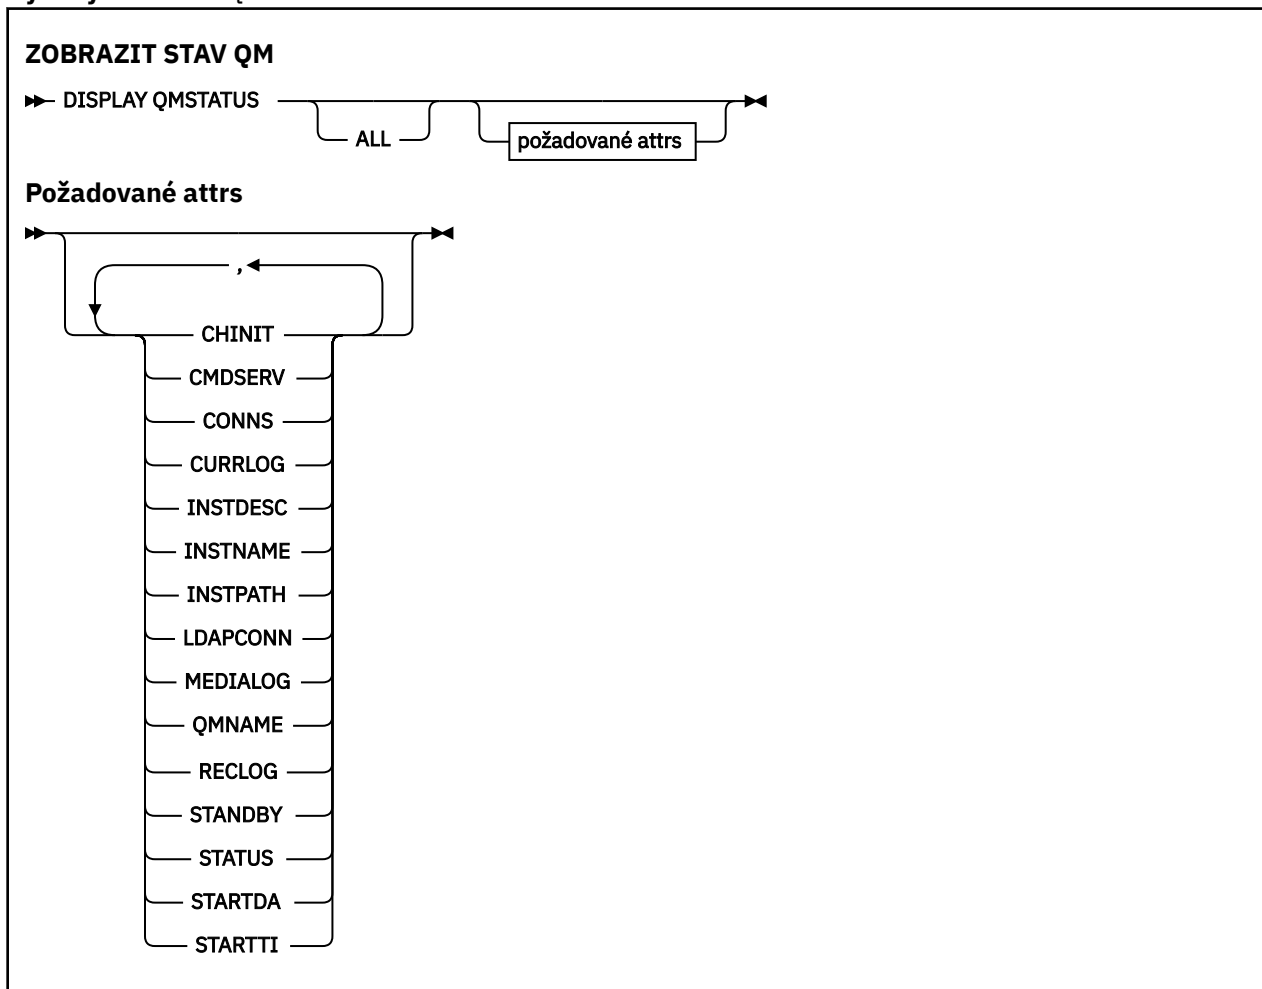 ZOBRAZIT STAV QM
DISPLAY QMSTATUS
ALL
požadované attrs
Požadované attrs
,
CHINIT
CMDSERV
CONNS
CURRLOG
INSTDESC
INSTNAME
INSTPATH
LDAPCONN
MEDIALOG
QMNAME
RECLOG
STANDBY
STATUS
STARTDA
STARTTI